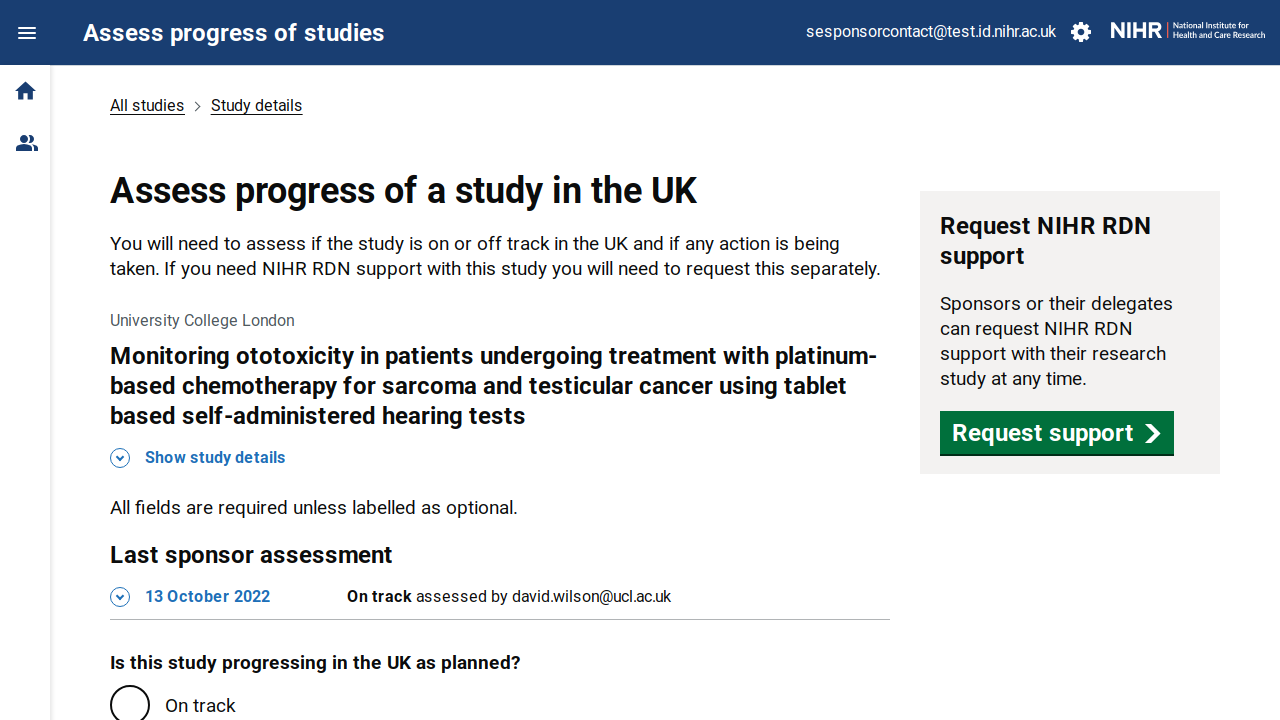 Assess progress of studies
sesponsorcontact@test.id.nihr.ac.uk
NIHR
National Institute for
Health and Care Research
All studies
Study details
Assess progress of a study in the UK
You will need to assess if the study is on or off track in the UK and if any action is being
taken. If you need NIHR RDN support with this study you will need to request this separately.
University College London
Monitoring ototoxicity in patients undergoing treatment with platinum-
based chemotherapy for sarcoma and testicular cancer using tablet
based self-administered hearing tests
Show study details
All fields are required unless labelled as optional.
Last sponsor assessment
13 October 2022
On track assessed by david.wilson@ucl.ac.uk
Is this study progressing in the UK as planned?
On track
Request NIHR RDN
support
Sponsors or their delegates
can request NIHR RDN
support with their research
study at any time.
Request support